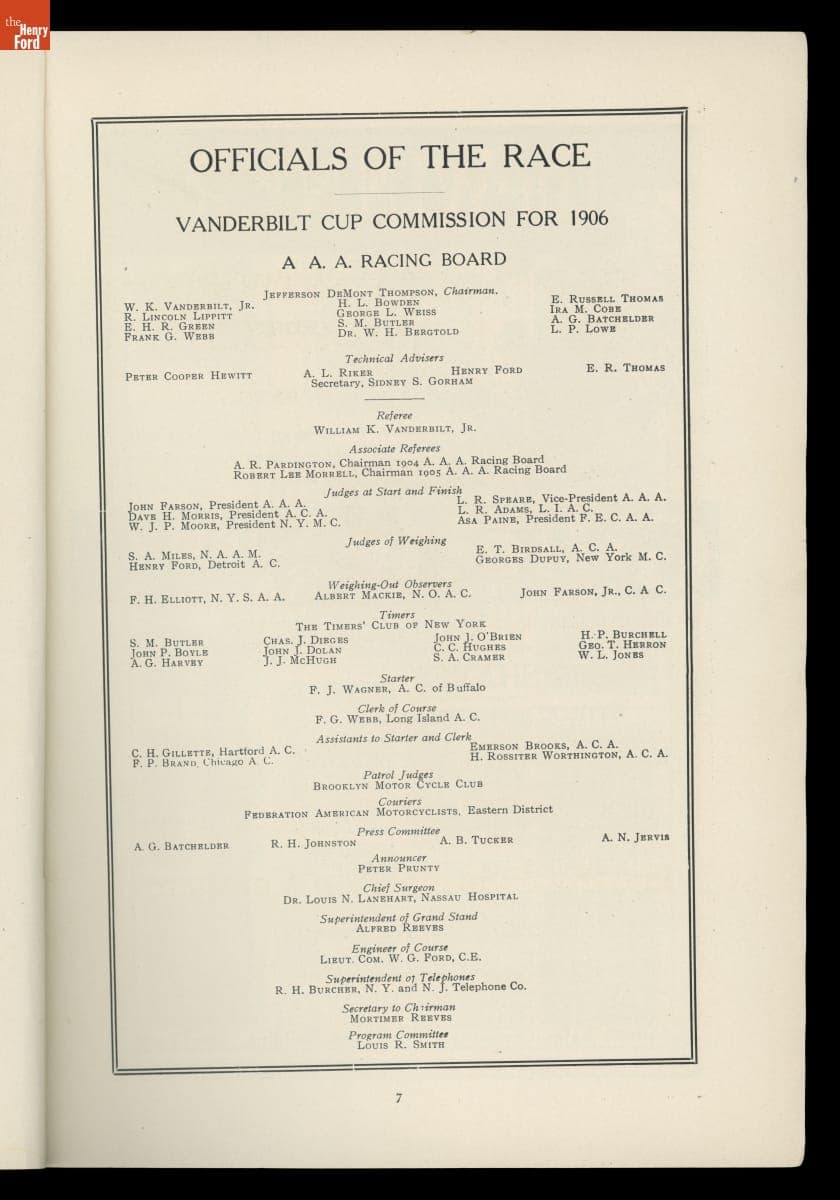 the
Henry
Ford
OFFICIALS OF THE RACE
VANDERBILT CUP COMMISSION FOR 1906
A A. A. RACING BOARD
JEFFERSON DEMONT THOMPSON, Chairman.
W. K. VANDERBILT, JR. H. L. BOWDEN E. RUSSELL THOMAS
R. LINCOLN LIPPITT GEORGE L. WEISS IRA M. COBE
E. H. R. GREEN S. M. BUTLER A. G. BATCHELDER
FRANK G. WEBB DR. W. H. BERGTOLD L. P. LOWE
Technical Advisers
PETER COOPER HEWITT A. L. RIKER HENRY FORD E. R. THOMAS
Secretary, SIDNEY S. GORHAM
Referee
WILLIAM K. VANDERBILT, JR.
Associate Referees
A. R. PARDINGTON, Chairman 1904 A. A. A. Racing Board
ROBERT LEE MORRELL, Chairman 1905 A. A. A. Racing Board
Judges at Start and Finish
JOHN FARSON, President A. A. A. L. R. SPEARE, Vice-President A. A. A.
DAVE H. MORRIS, President A. C. A. L. R. ADAMS, L. I. A. C.
W. J. P. MOORE, President N. Y. M. C. ASA PAINE, President F. E. C. A. A.
Judges of Weighing
S. A. MILES, N. A. A. M. E. T. BIRDSALL, A. C. A.
HENRY FORD, Detroit A. C. GEORGES DUPUY, New York M. C.
Weighing-Out Observers
F. H. ELLIOTT, N. Y. S. A. A. ALBERT MACKIE, N. O. A. C. JOHN FARSON, JR., C. A C.
Timers
THE TIMERS' CLUB OF NEW YORK
S. M. BUTLER CHAS. J. DIEGES JOHN J. O'BRIEN H. P. BURCHELL
JOHN P. BOYLE JOHN J. DOLAN C. C. HUGHES GEO. T. HERRON
A. G. HARVEY J. J. MCHUGH S. A. CRAMER W. L. JONES
Starter
F. J. WAGNER, A. C. of Buffalo
Clerk of Course
F. G. WEBB, Long Island A. C.
Assistants to Starter and Clerk
C. H. GILLETTE, Hartford A. C. EMERSON BROOKS, A. C. A.
F. P. BRAND, Chicago A. C. H. ROSSITER WORTHINGTON, A. C. A.
Patrol Judges
BROOKLYN MOTOR CYCLE CLUB
Couriers
FEDERATION AMERICAN MOTORCYCLISTS, Eastern District
Press Committee
A. G. BATCHELDER R. H. JOHNSTON A. B. TUCKER A. N. JERVIS
Announcer
PETER PRUNTY
Chief Surgeon
DR. LOUIS N. LANEHART, NASSAU HOSPITAL
Superintendent of Grand Stand
ALFRED REEVES
Engineer of Course
LIEUT. COM. W. G. FORD, C.E.
Superintendent of Telephones
R. H. BURCHER, N. Y. and N. J. Telephone Co.
Secretary to Chairman
MORTIMER REEVES
Program Committee
LOUIS R. SMITH
7